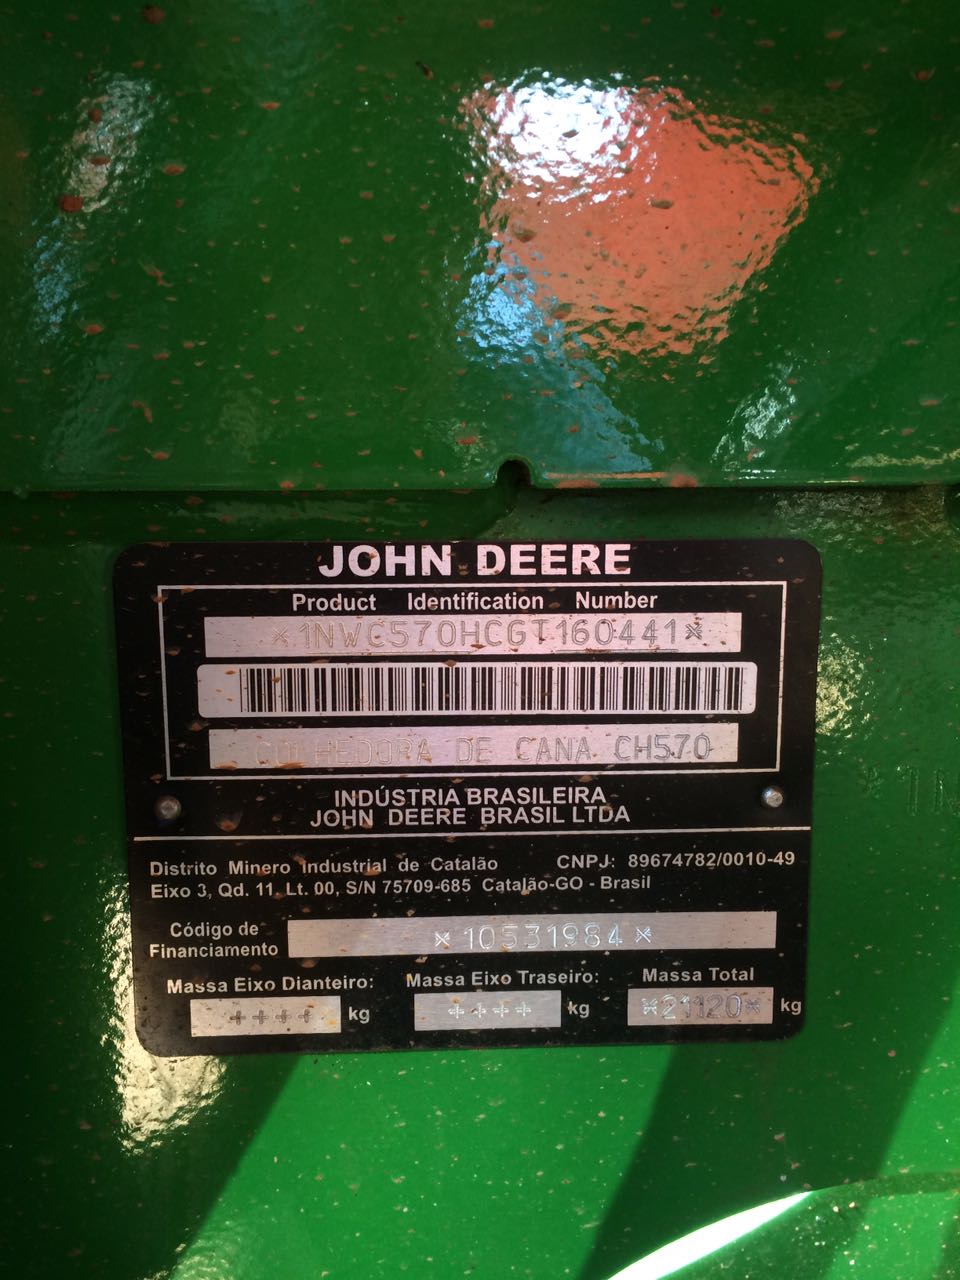 JOHN DEERE
Product Identification Number
*1NWC570HCGT160441*
COLHEDORA DE CANA CH570
INDÚSTRIA BRASILEIRA
JOHN DEERE BRASIL LTDA
Distrito Minero Industrial de Catalão CNPJ: 89674782/0010-49
Eixo 3, Qd. 11. Lt. 00, S/N 75709-685 Catalão-GO - Brasil
Código de
Financiamento *10531984*
Massa Eixo Dianteiro: Massa Eixo Traseiro: Massa Total
++++ kg ++++ kg *21120* kg